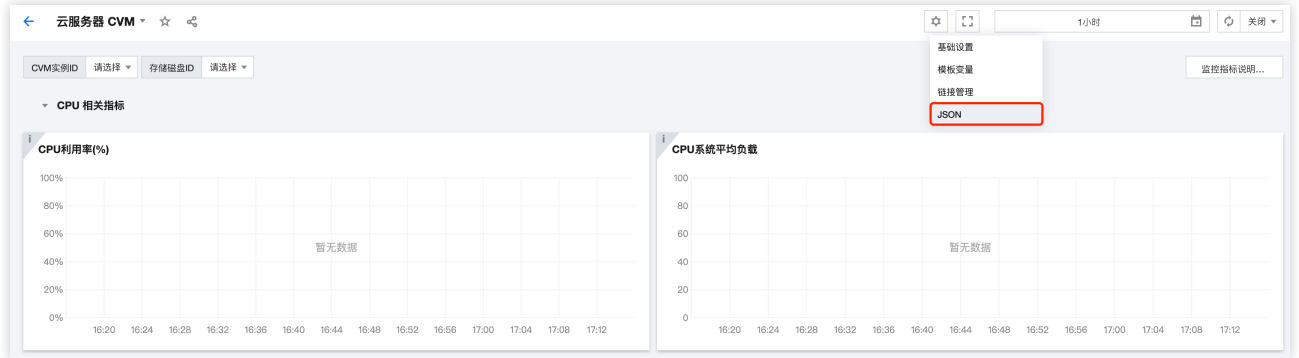 云服务器 CVM
1小时
关闭
基础设置
模板变量
链接管理
JSON
CVM实例ID 请选择 存储磁盘ID 请选择
监控指标说明...
CPU 相关指标
i
CPU利用率(%)
100%
80%
60%
40%
20%
0%
暂无数据
16:20 16:24 16:28 16:32 16:36 16:40 16:44 16:48 16:52 16:56 17:00 17:04 17:08 17:12
i
CPU系统平均负载
100
80
60
40
20
0
暂无数据
16:20 16:24 16:28 16:32 16:36 16:40 16:44 16:48 16:52 16:56 17:00 17:04 17:08 17:12